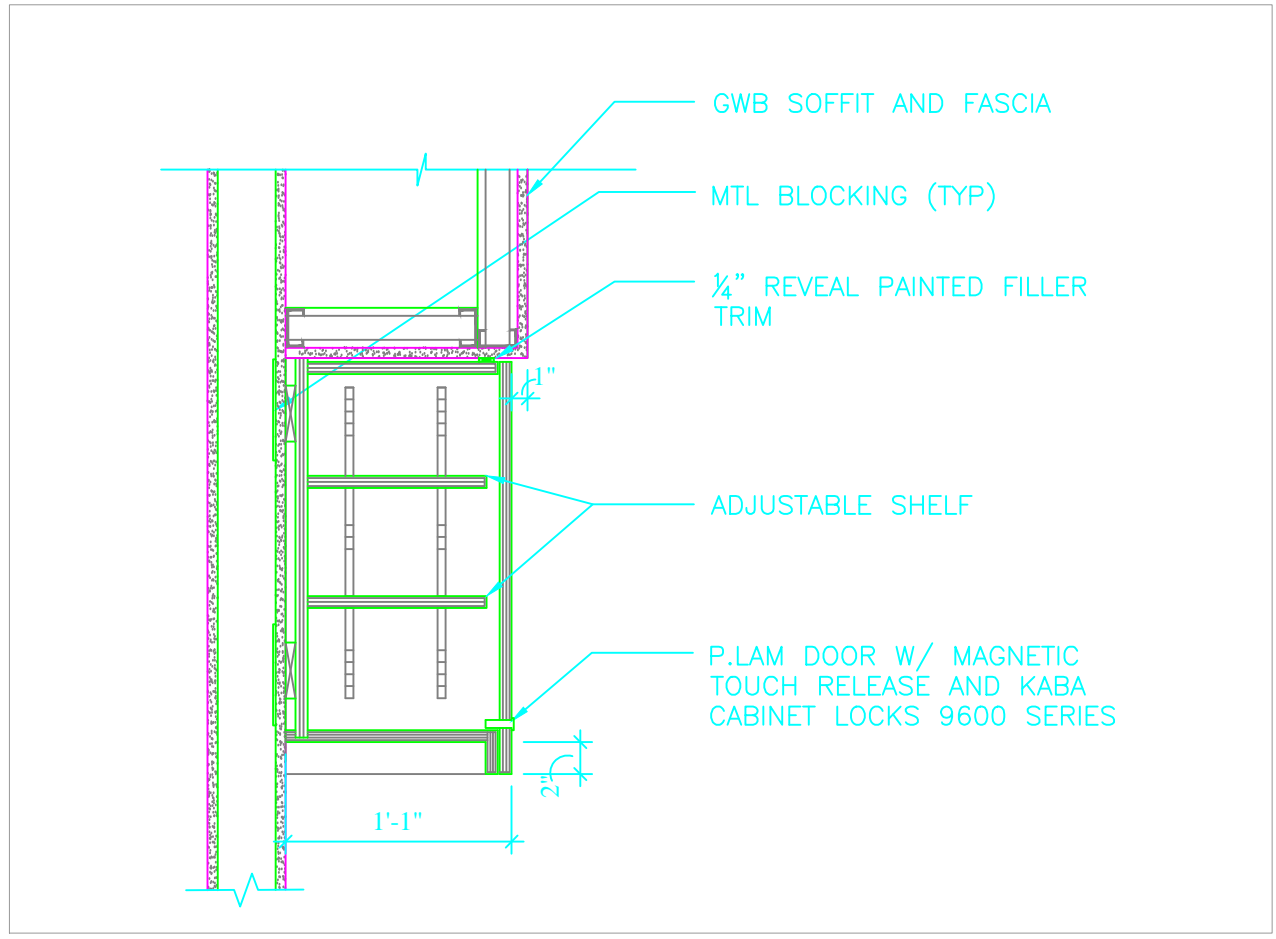 GWB SOFFIT AND FASCIA
MTL BLOCKING (TYP)
¼” REVEAL PAINTED FILLER
TRIM
1"
ADJUSTABLE SHELF
P.LAM DOOR W/ MAGNETIC
TOUCH RELEASE AND KABA
CABINET LOCKS 9600 SERIES
2"
1'-1"